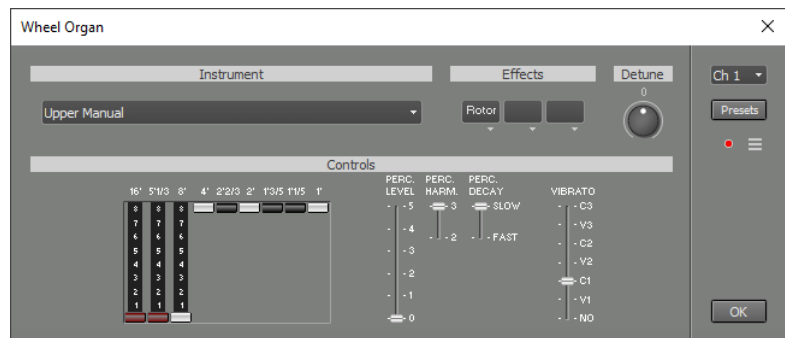 Wheel Organ
Instrument
Effects
Detune
Ch 1
0
Upper Manual
Rotor
Presets
Controls
PERC. LEVEL
PERC. HARM.
PERC. DECAY
VIBRATO
16' 5'1/3 8' 4' 2'2/3 2' 1'3/5 1'1/5 1'
8 8 8
7 7 7
6 6 6
5 5 5
4 4 4
3 3 3
2 2 2
1 1 1
- - 5
- - 4
- - 3
- - 2
- - 1
- 0
- 3
- - 2
- SLOW
- - FAST
- - C3
- - V3
- - C2
- - V2
- C1
- - V1
- - NO
OK